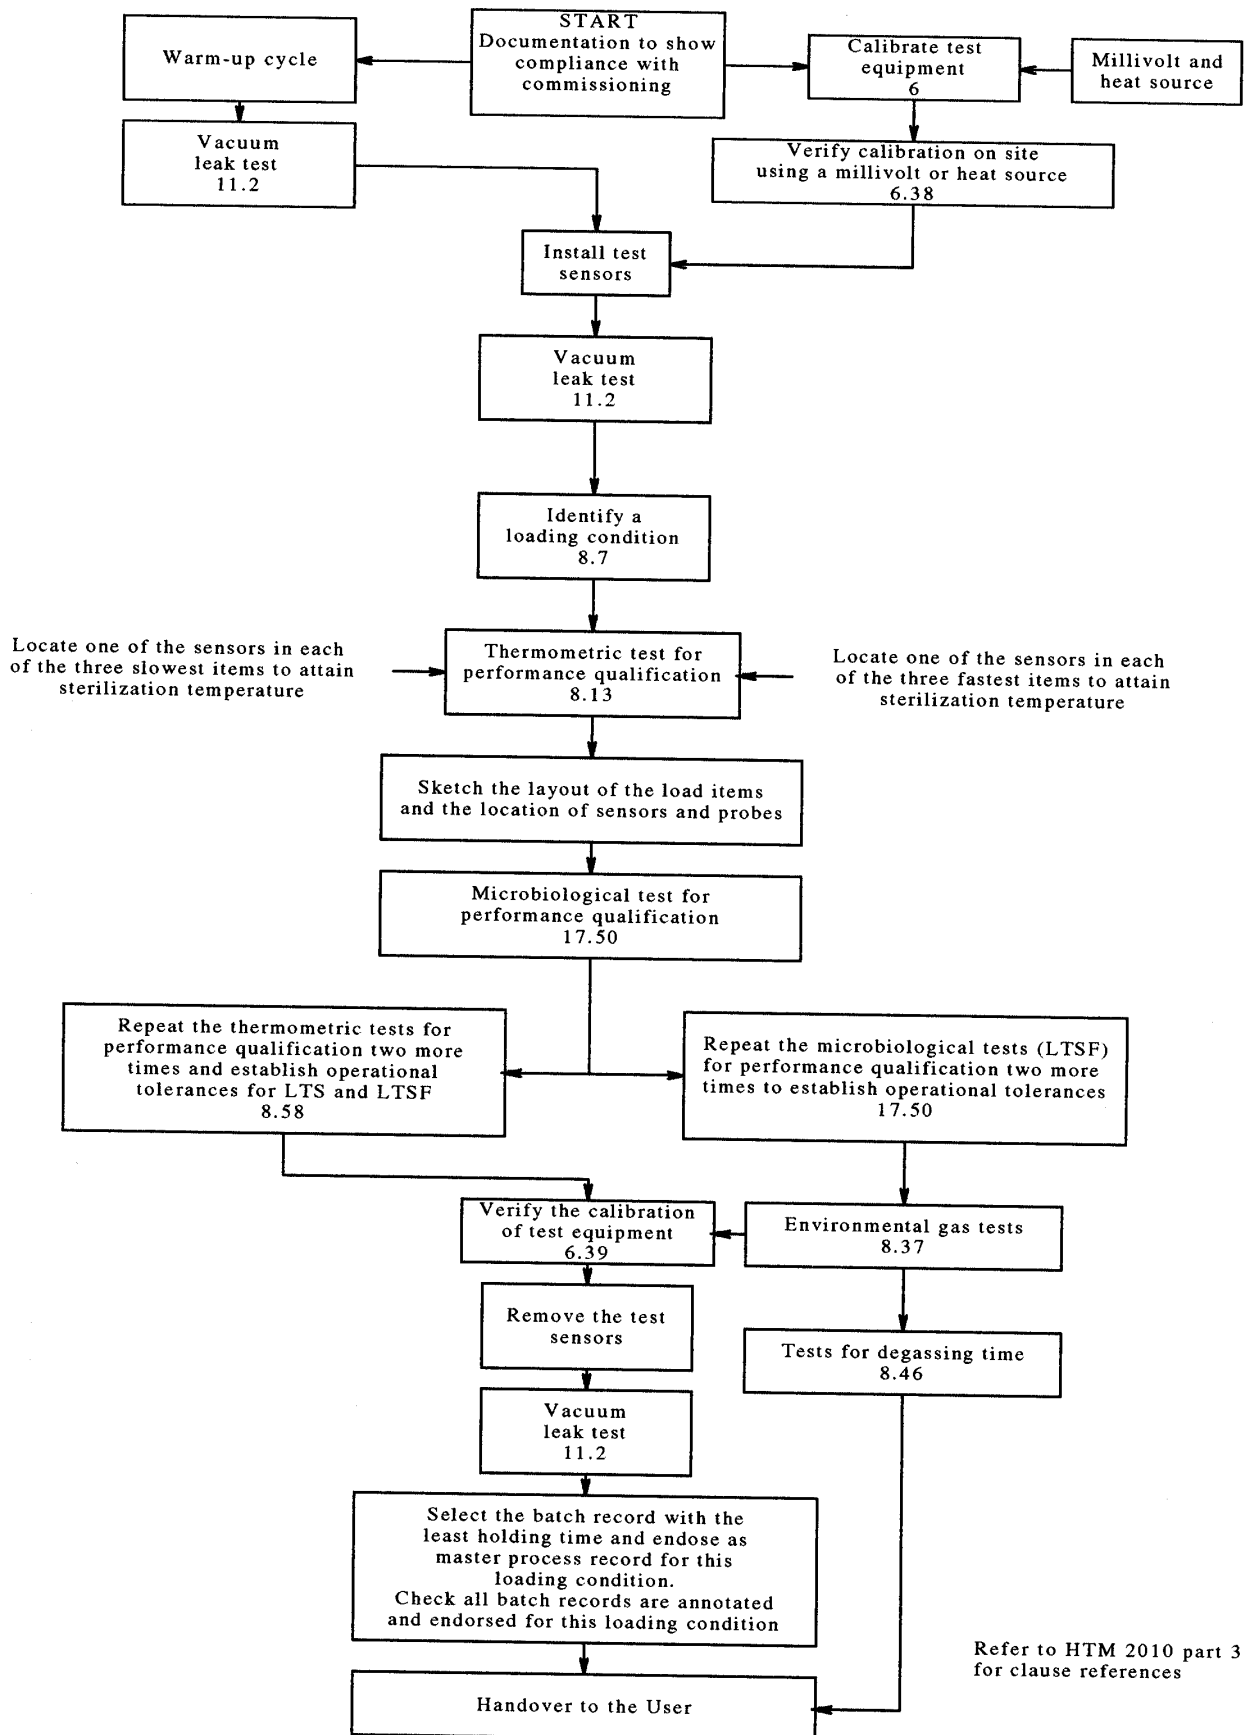 START
Documentation to show
compliance with
commissioning
Warm-up cycle
Calibrate test
equipment
6
Millivolt and
heat source
Vacuum
leak test
11.2
Verify calibration on site
using a millivolt or heat source
6.38
Install test
sensors
Vacuum
leak test
11.2
Identify a
loading condition
8.7
Locate one of the sensors in each
of the three slowest items to attain
sterilization temperature
Thermometric test for
performance qualification
8.13
Locate one of the sensors in each
of the three fastest items to attain
sterilization temperature
Sketch the layout of the load items
and the location of sensors and probes
Microbiological test for
performance qualification
17.50
Repeat the thermometric tests for
performance qualification two more
times and establish operational
tolerances for LTS and LTSF
8.58
Repeat the microbiological tests (LTSF)
for performance qualification two more
times to establish operational tolerances
17.50
Verify the calibration
of test equipment
6.39
Environmental gas tests
8.37
Remove the test
sensors
Tests for degassing time
8.46
Vacuum
leak test
11.2
Select the batch record with the
least holding time and endose as
master process record for this
loading condition.
Check all batch records are annotated
and endorsed for this loading condition
Refer to HTM 2010 part 3
for clause references
Handover to the User